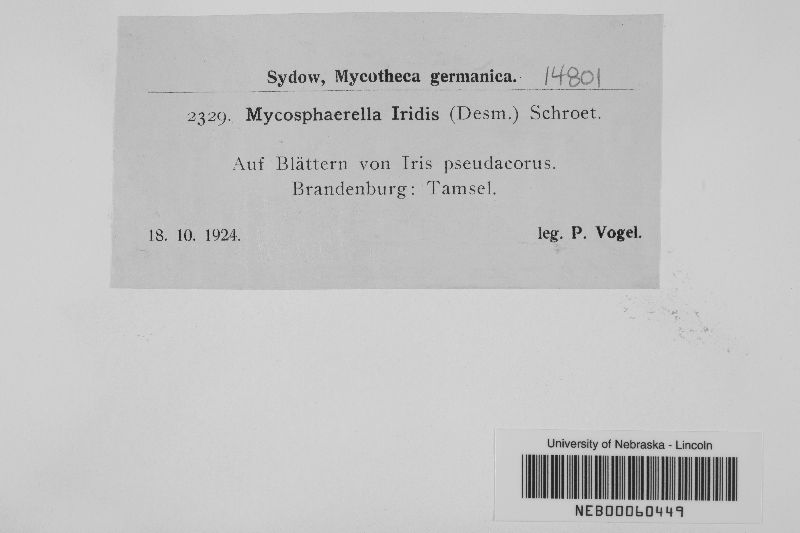 Sydow, Mycotheca germanica. 14801
2329. Mycosphaerella Iridis (Desm.) Schroet.
Auf Blättern von Iris pseudacorus.
Brandenburg: Tamsel.
18. 10. 1924. leg. P. Vogel.
University of Nebraska - Lincoln
NEB00060449